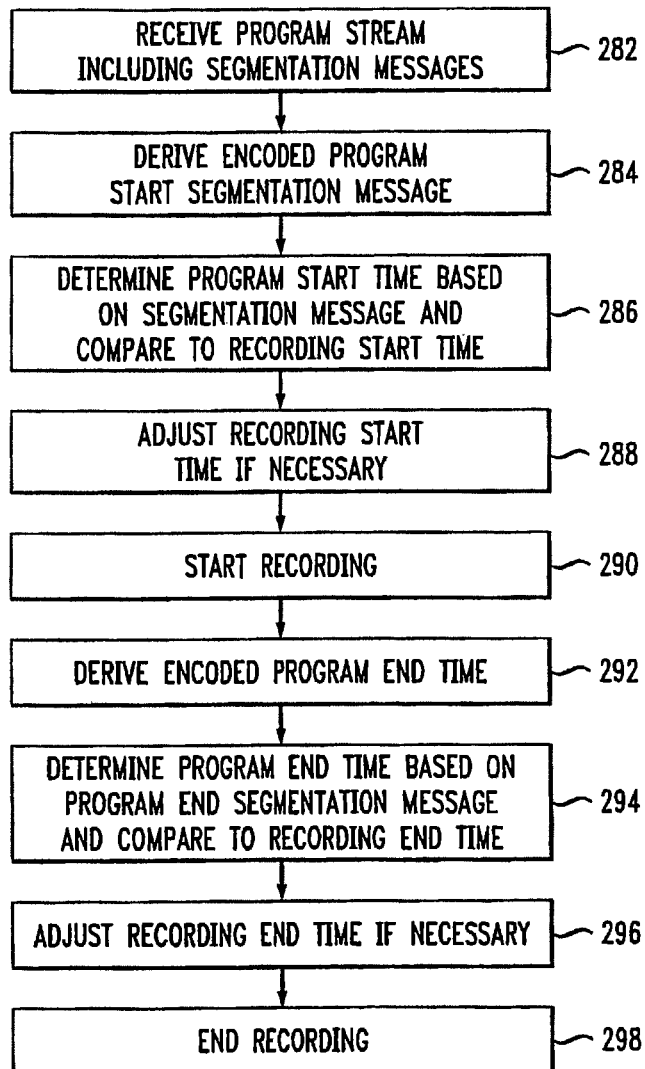 RECEIVE PROGRAM STREAM
INCLUDING SEGMENTATION MESSAGES
282
DERIVE ENCODED PROGRAM
START SEGMENTATION MESSAGE
284
DETERMINE PROGRAM START TIME BASED
ON SEGMENTATION MESSAGE AND
COMPARE TO RECORDING START TIME
286
ADJUST RECORDING START
TIME IF NECESSARY
288
START RECORDING
290
DERIVE ENCODED PROGRAM END TIME
292
DETERMINE PROGRAM END TIME BASED ON
PROGRAM END SEGMENTATION MESSAGE
AND COMPARE TO RECORDING END TIME
294
ADJUST RECORDING END TIME IF NECESSARY
296
END RECORDING
298